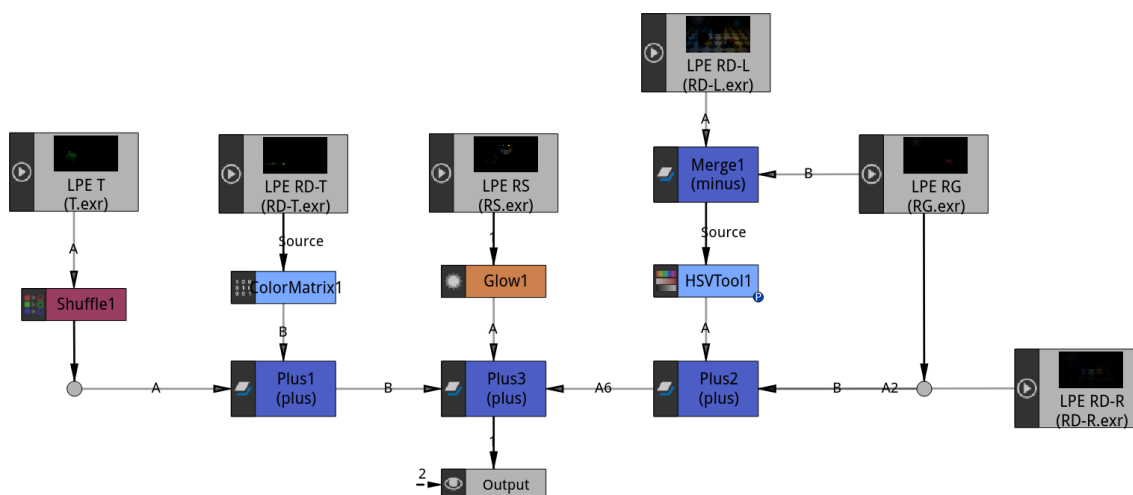 LPE RD-L
(RD-L.exr)
A
LPE T
(T.exr)
LPE RD-T
(RD-T.exr)
LPE RS
(RS.exr)
Merge1
(minus)
B
LPE RG
(RG.exr)
A
Source
1
Source
Shuffle1
ColorMatrix1
Glow1
HSVTool1
P
B
A
A
A
Plus1
(plus)
B
Plus3
(plus)
A6
Plus2
(plus)
B
A2
LPE RD-R
(RD-R.exr)
1
2
Output